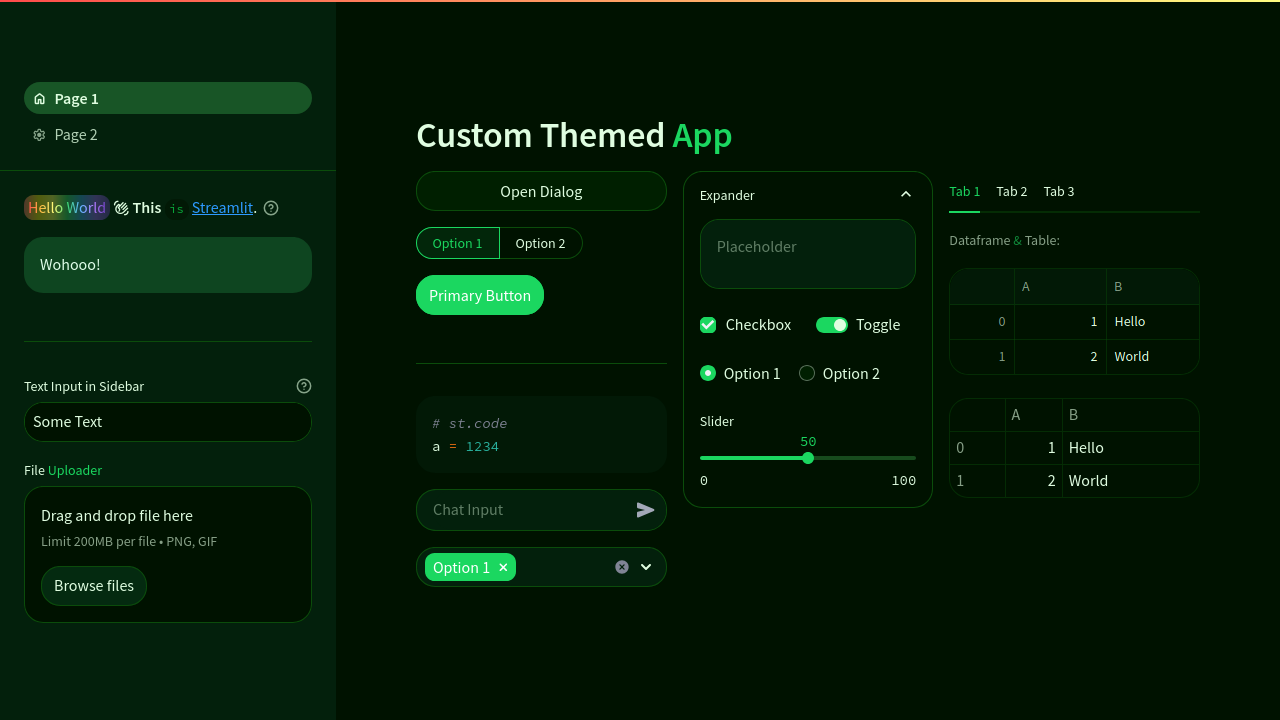 Page 1
Page 2
Hello World 👋 This is Streamlit.
Wohooo!
Text Input in Sidebar
Some Text
File Uploader
Drag and drop file here
Limit 200MB per file • PNG, GIF
Browse files
Custom Themed App
Open Dialog
Option 1 Option 2
Primary Button
# st.code
a = 1234
Chat Input
Option 1
Expander
Placeholder
Checkbox Toggle
Option 1 Option 2
Slider
50
0 100
Tab 1 Tab 2 Tab 3
Dataframe & Table:
A B
0 1 Hello
1 2 World
A B
0 1 Hello
1 2 World